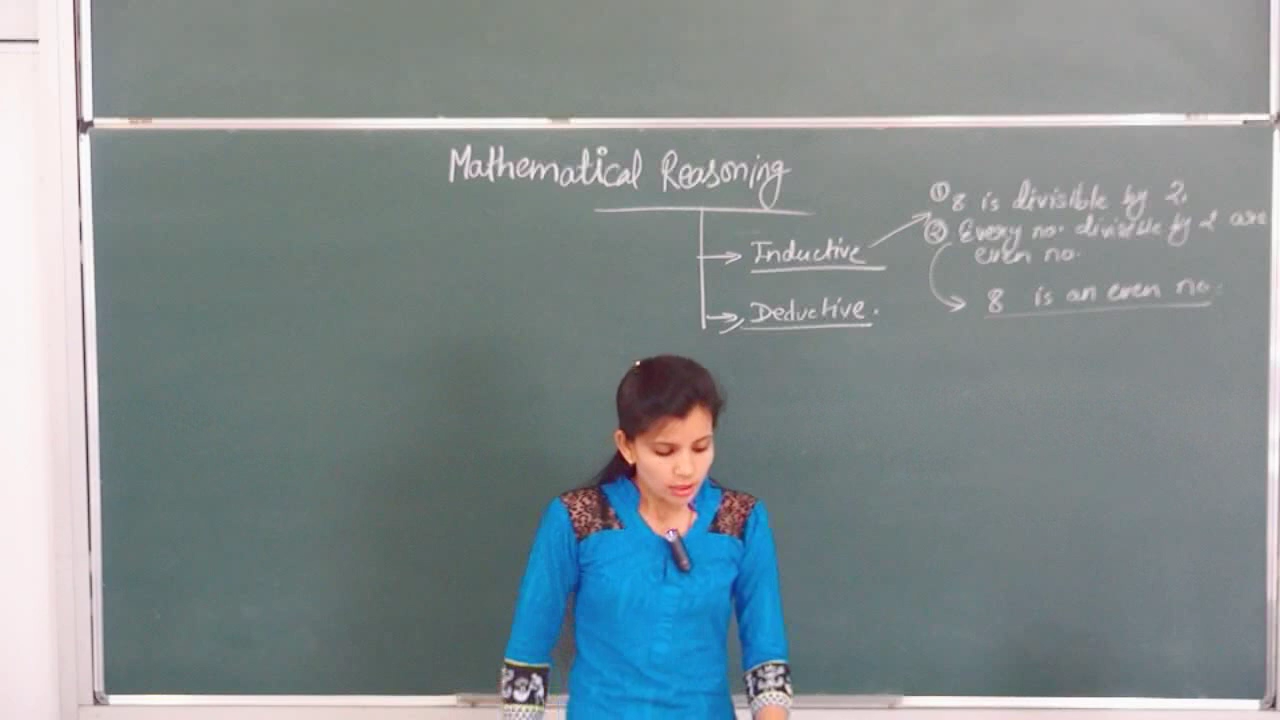 Mathematical Reasoning
Inductive
Deductive.
① 8 is divisible by 2.
② Every no. divisible by 2 are
even no.
8 is an even no.